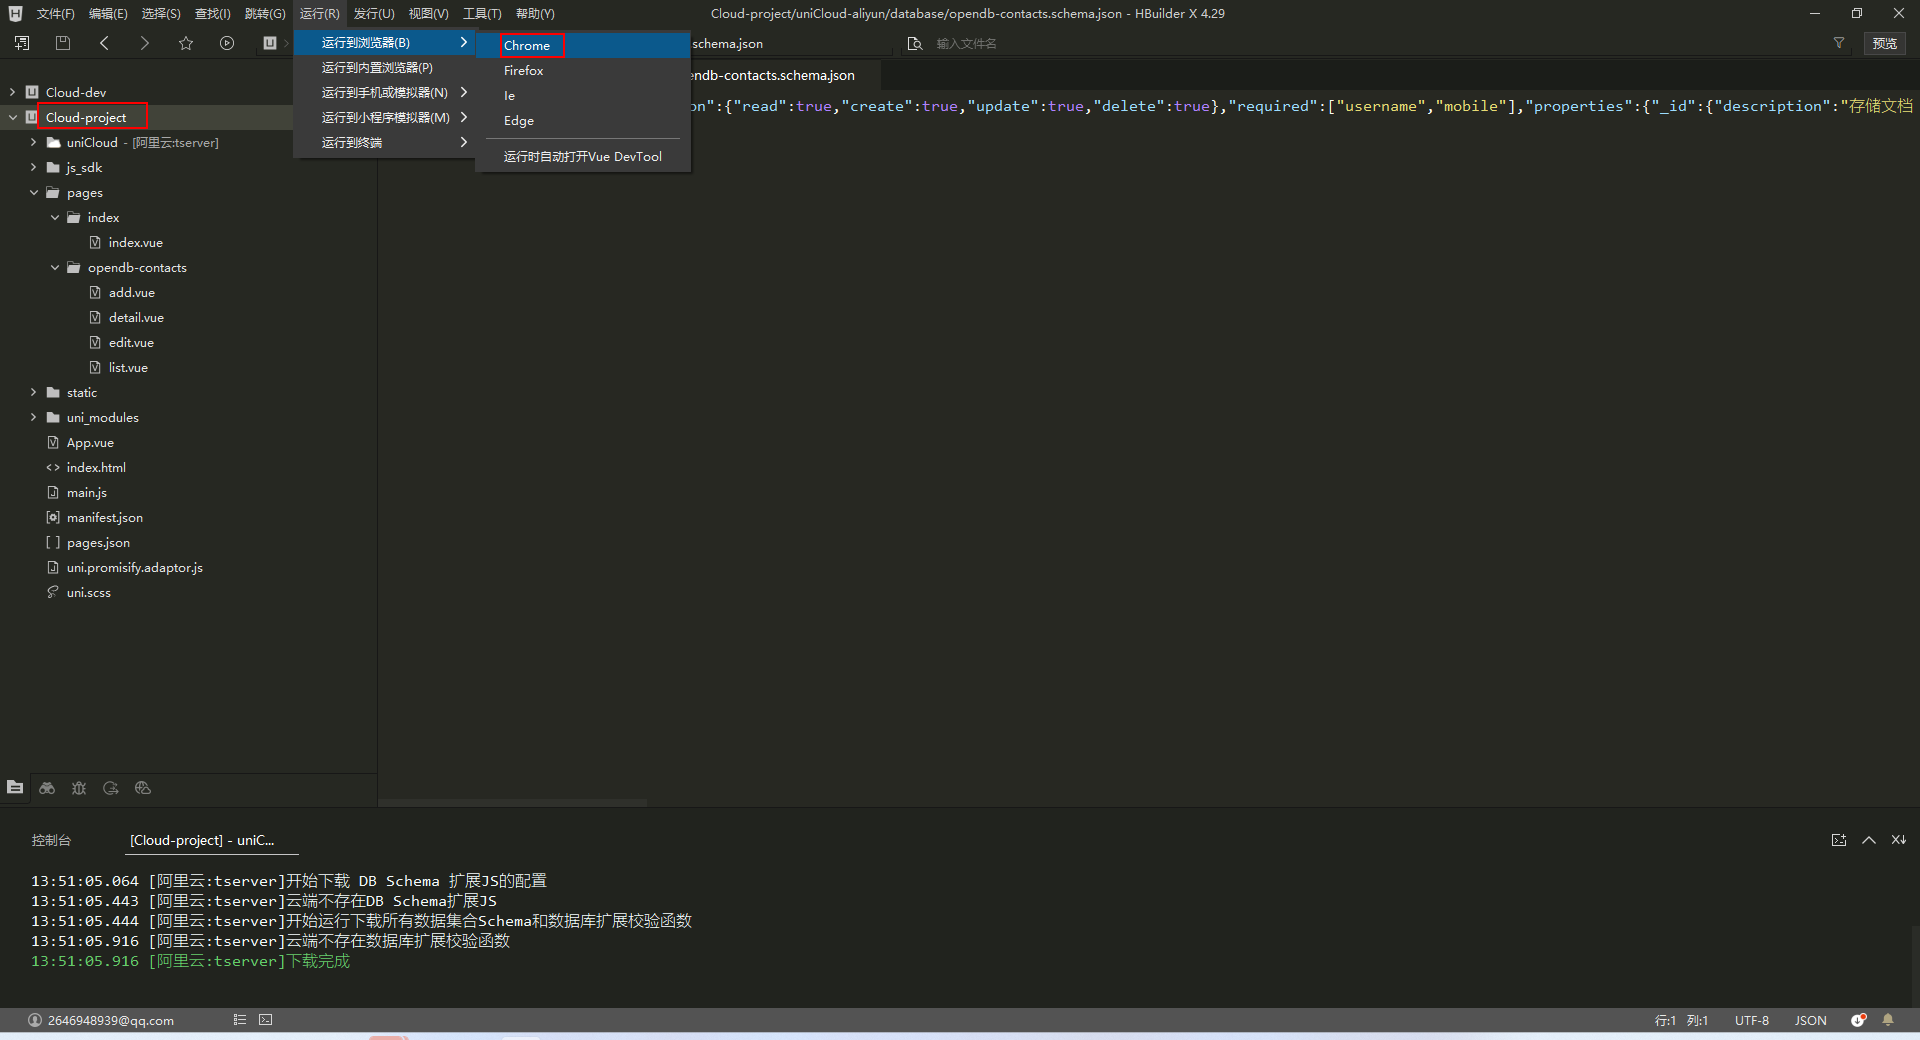 文件(F) 编辑(E) 选择(S) 查找(I) 跳转(G) 运行(R) 发行(U) 视图(V) 工具(T) 帮助(Y)
Cloud-project/uniCloud-aliyun/database/opendb-contacts.schema.json - HBuilder X 4.29
schema.json
输入文件名
预览
运行到浏览器(B)
运行到内置浏览器(P)
运行到手机或模拟器(N)
运行到小程序模拟器(M)
运行到终端
Chrome
Firefox
Ie
Edge
运行时自动打开Vue DevTool
Cloud-dev
Cloud-project
uniCloud - [阿里云:tserver]
js_sdk
pages
index
index.vue
opendb-contacts
add.vue
detail.vue
edit.vue
list.vue
static
uni_modules
App.vue
index.html
main.js
manifest.json
pages.json
uni.promisify.adaptor.js
uni.scss
endb-contacts.schema.json
on":{"read":true,"create":true,"update":true,"delete":true},"required":["username","mobile"],"properties":{"_id":{"description":"存储文档
控制台
[Cloud-project] - uniC...
13:51:05.064 [阿里云:tserver]开始下载 DB Schema 扩展JS的配置
13:51:05.443 [阿里云:tserver]云端不存在DB Schema扩展JS
13:51:05.444 [阿里云:tserver]开始运行下载所有数据集合Schema和数据库扩展校验函数
13:51:05.916 [阿里云:tserver]云端不存在数据库扩展校验函数
13:51:05.916 [阿里云:tserver]下载完成
2646948939@qq.com
行:1 列:1
UTF-8
JSON